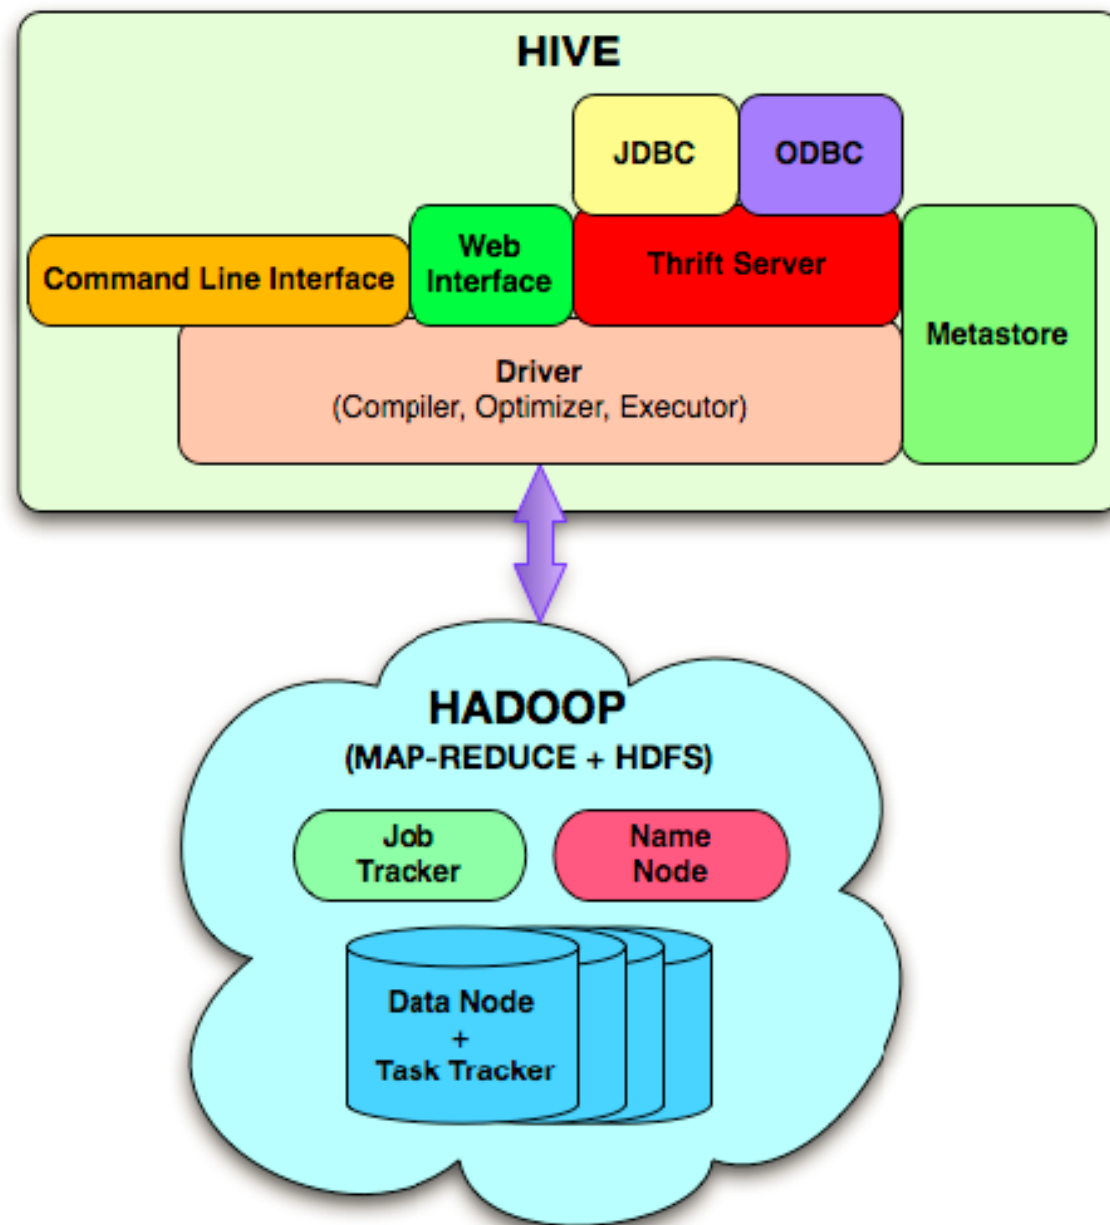 HIVE
JDBC
ODBC
Command Line Interface
Web
Interface
Thrift Server
Metastore
Driver
(Compiler, Optimizer, Executor)
HADOOP
(MAP-REDUCE + HDFS)
Job
Tracker
Name
Node
Data Node
+
Task Tracker